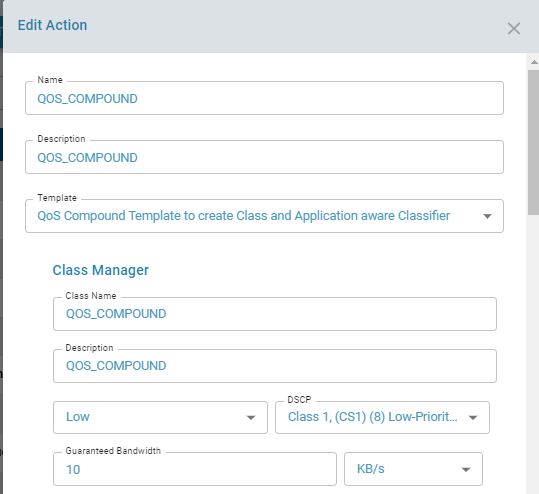 Edit Action
Name
QOS_COMPOUND
Description
QOS_COMPOUND
Template
QoS Compound Template to create Class and Application aware Classifier
Class Manager
Class Name
QOS_COMPOUND
Description
QOS_COMPOUND
Low
DSCP
Class 1, (CS1) (8) Low-Priorit...
Guaranteed Bandwidth
10
KB/s